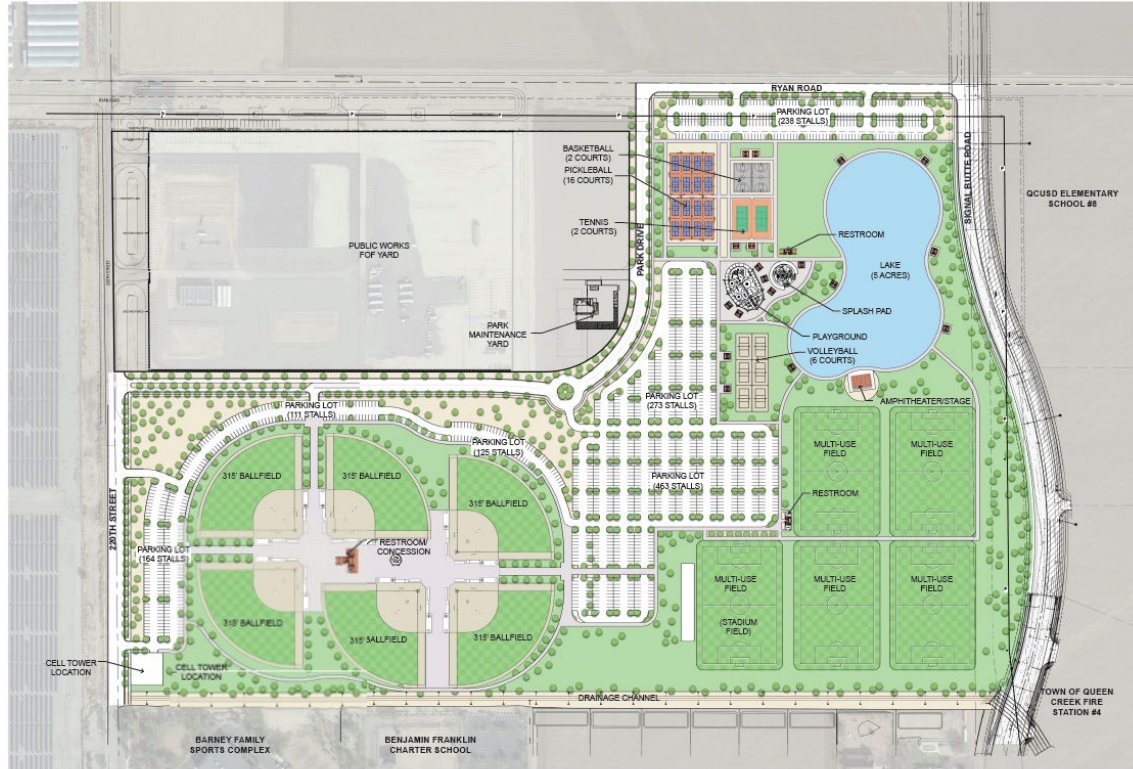 RYAN ROAD
PARKING LOT
(238 STALLS)
BASKETBALL
(2 COURTS)
PICKLEBALL
(16 COURTS)
TENNIS
(2 COURTS)
RESTROOM
LAKE
(5 ACRES)
SIGNAL BUTTE ROAD
QCUSD ELEMENTARY
SCHOOL #8
PUBLIC WORKS
FOF YARD
PARK DRIVE
PARK
MAINTENANCE
YARD
SPLASH PAD
PLAYGROUND
VOLLEYBALL
(6 COURTS)
AMPHITHEATER/STAGE
PARKING LOT
(273 STALLS)
PARKING LOT
(111 STALLS)
PARKING LOT
(125 STALLS)
PARKING LOT
(463 STALLS)
MULTI-USE
FIELD
MULTI-USE
FIELD
315' BALLFIELD
315' BALLFIELD
315' BALLFIELD
RESTROOM
220TH STREET
PARKING LOT
(164 STALLS)
RESTROOM/
CONCESSION
MULTI-USE
FIELD
(STADIUM
FIELD)
MULTI-USE
FIELD
MULTI-USE
FIELD
315' BALLFIELD
315' BALLFIELD
315' BALLFIELD
CELL TOWER
LOCATION
CELL TOWER
LOCATION
DRAINAGE CHANNEL
TOWN OF QUEEN
CREEK FIRE
STATION #4
BARNEY FAMILY
SPORTS COMPLEX
BENJAMIN FRANKLIN
CHARTER SCHOOL